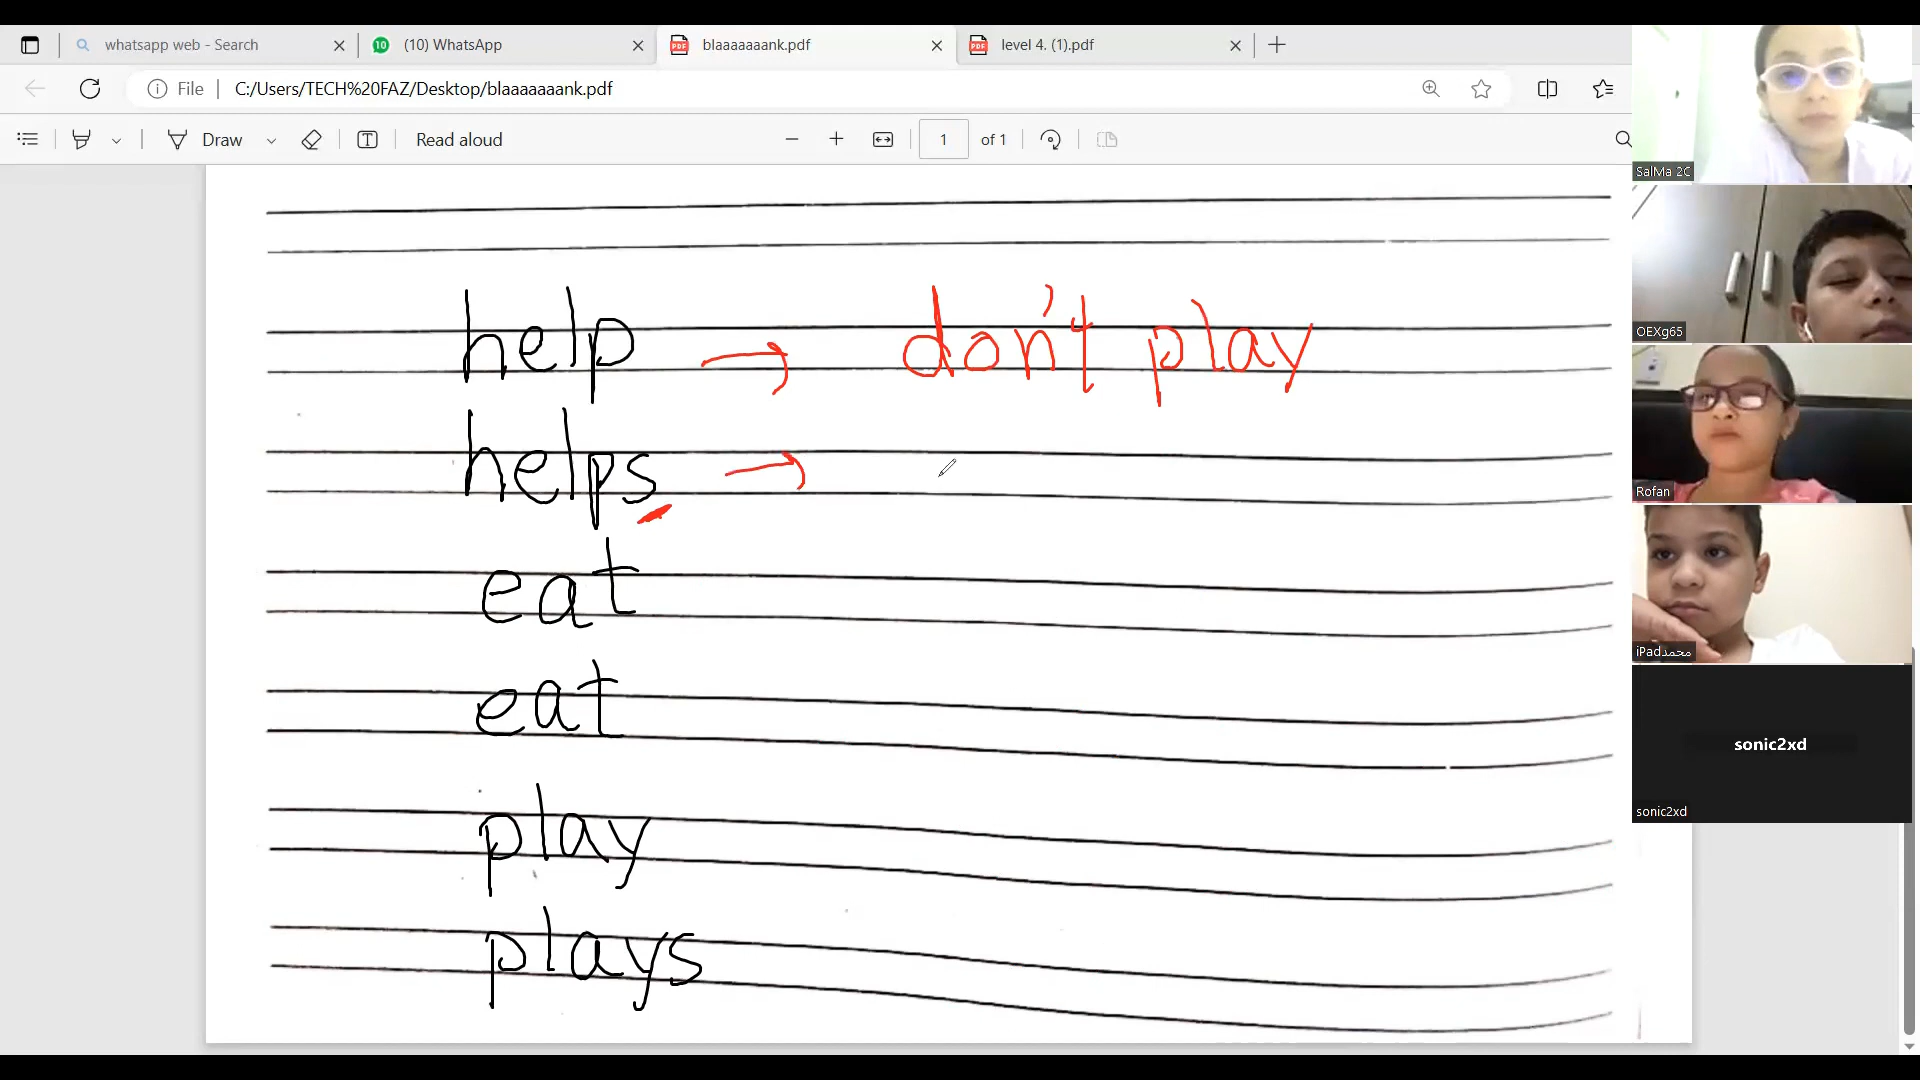 whatsapp web - Search
(10) WhatsApp
blaaaaaaank.pdf
level 4. (1).pdf
File
C:/Users/TECH%20FAZ/Desktop/blaaaaaaank.pdf
Draw
Read aloud
1 of 1
help → don't play
helps →
eat
eat
play
plays
SalMa 2C
OEXg65
Rofan
iPadمحمد
sonic2xd
sonic2xd